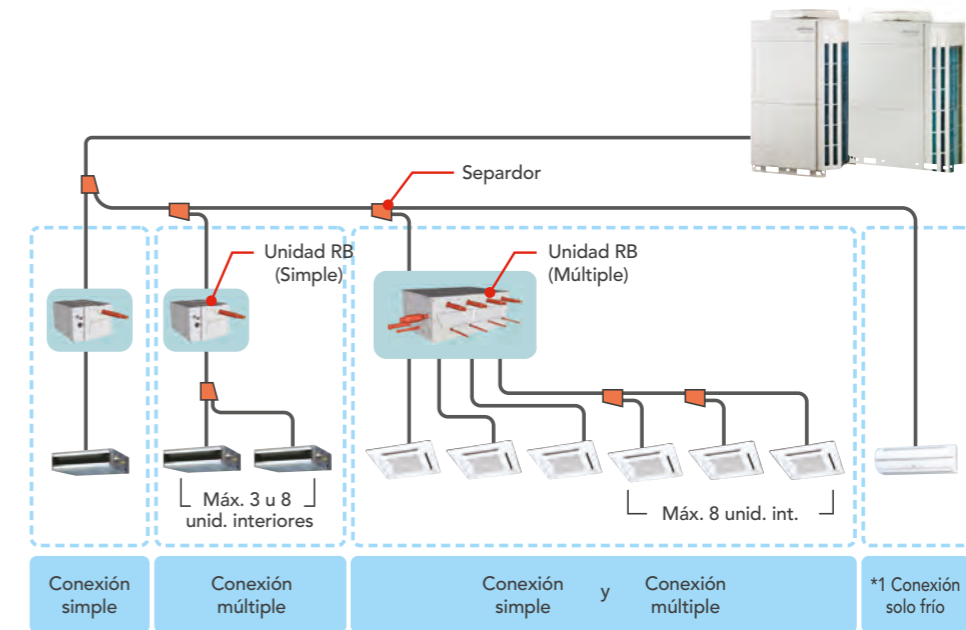 Separdor
Unidad RB
(Simple)
Unidad RB
(Múltiple)
Máx. 3 u 8
unid. interiores
Máx. 8 unid. int.
Conexión
simple
Conexión
múltiple
Conexión
simple
y
Conexión
múltiple
*1 Conexión
solo frío